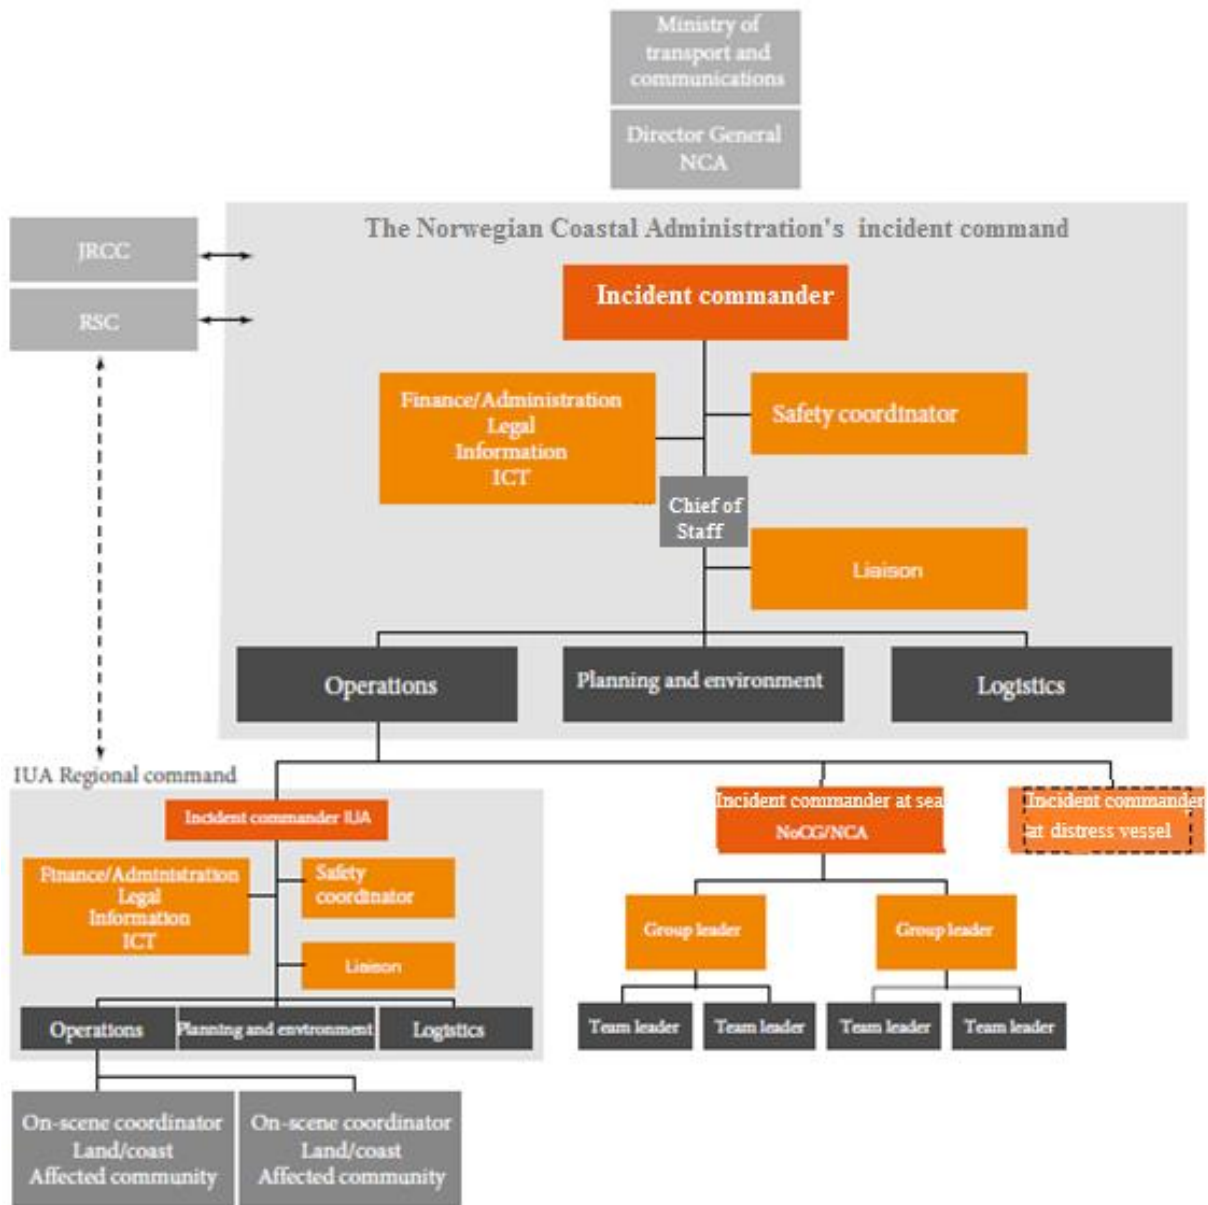 Ministry of
transport and
communications
Director General
NCA
The Norwegian Coastal Administration's incident command
JRCC
RSC
Incident commander
Finance/Administration
Legal
Information
ICT
Safety coordinator
Chief of
Staff
Liaison
Operations
Planning and environment
Logistics
IUA Regional command
Incident commander IUA
Finance/Administration
Legal
Information
ICT
Safety
coordinator
Liaison
Operations
Planning and environment
Logistics
On-scene coordinator
Land/coast
Affected community
On-scene coordinator
Land/coast
Affected community
Incident commander at sea
NoCG/NCA
Incident commander
at distress vessel
Group leader
Group leader
Team leader
Team leader
Team leader
Team leader